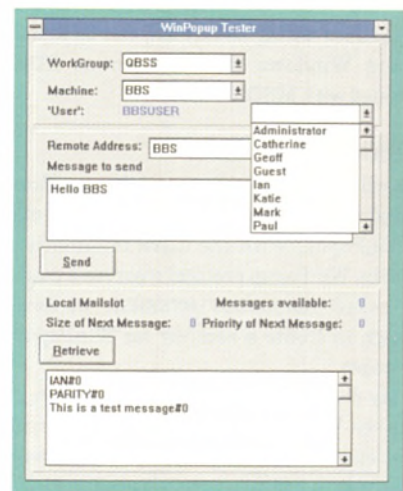 WinPopup Tester
WorkGroup: QBSS
Machine: BBS
'User': BBSUSER
Administrator
Catherine
Geoff
Guest
Ian
Katie
Mark
Paul
Remote Address: BBS
Message to send
Hello BBS
Send
Local Mailslot Messages available: 0
Size of Next Message: 0 Priority of Next Message: 0
Retrieve
IAN#0
PARITY#0
This is a test message#0